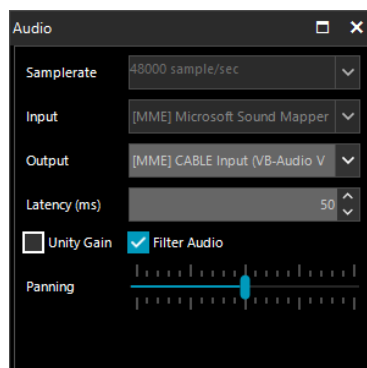 Audio
Samplerate 48000 sample/sec
Input [MME] Microsoft Sound Mapper
Output [MME] CABLE Input (VB-Audio V
Latency (ms) 50
Unity Gain Filter Audio
Panning